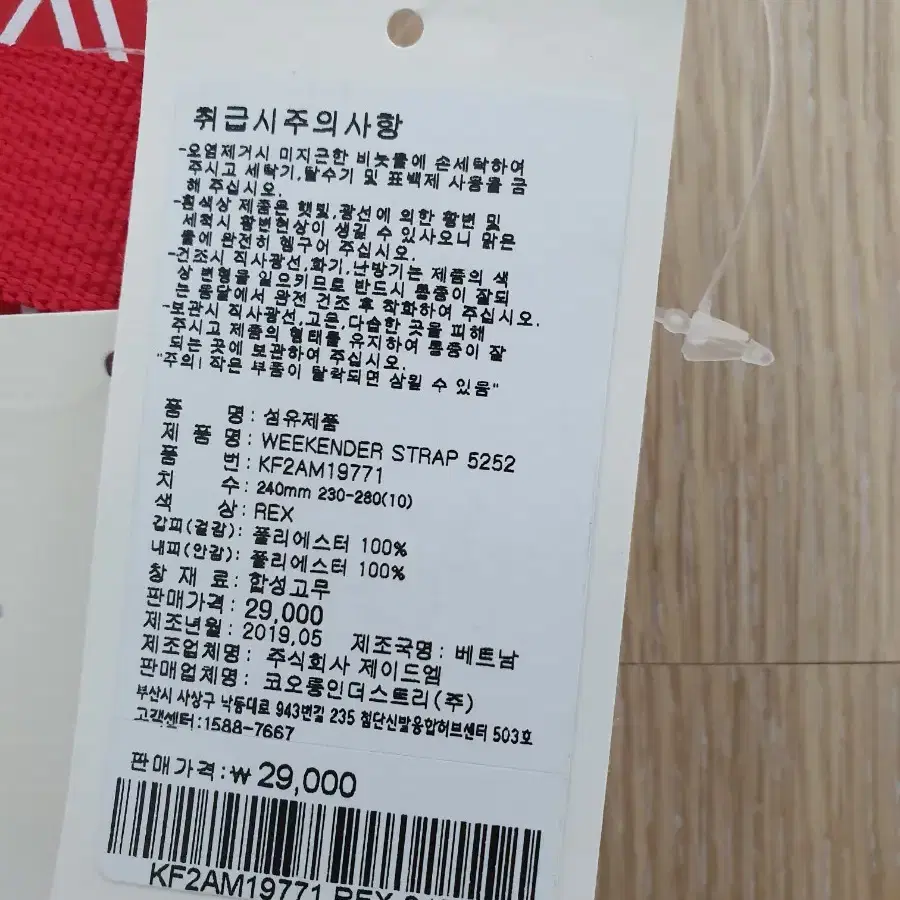 취급시주의사항
-오염제거시 미지근한 비눗물에 손세탁하여
주시고 세탁기,탈수기 및 표백제 사용을 금
해 주십시오.
-흰색상 제품은 햇빛,광선에 의한 황변 및
세척시 황변현상이 생길 수 있사오니 맑은
물에 완전히 헹구어 주십시오.
-건조시 직사광선,화기,난방기는 제품의 색
상 변형을 일으키므로 반드시 통풍이 잘되
는 응달에서 완전 건조 후 착화하여 주십시오.
-보관시 직사광선,고온,다습한 곳을 피해
주시고 제품의 형태를 유지하여 통풍이 잘
되는 곳에 보관하여 주십시오.
"주의! 작은 부품이 탈락되면 삼킬 수 있음"
품 명: 섬유제품
제 품 명: WEEKENDER STRAP 5252
품 번: KF2AM19771
치 수: 240mm 230-280(10)
색 상: REX
갑피(겉감): 폴리에스터 100%
내피(안감): 폴리에스터 100%
창 재 료: 합성고무
판매가격: 29,000
제조년월: 2019.05 제조국명: 베트남
제조업체명: 주식회사 제이드엠
판매업체명: 코오롱인더스트리(주)
부산시 사상구 낙동대로 943번길 235 첨단신발융합허브센터 503호
고객센터:1588-7667
판매가격:₩29,000
KF2AM19771 REX